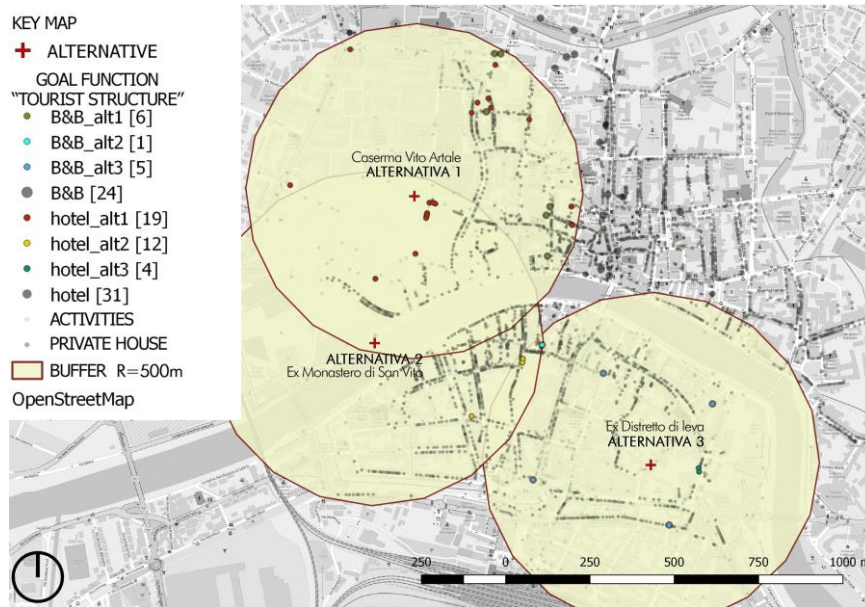 KEY MAP
ALTERNATIVE
GOAL FUNCTION
"TOURIST STRUCTURE"
B&B_alt1 [6]
B&B_alt2 [1]
B&B_alt3 [5]
B&B [24]
hotel_alt1 [19]
hotel_alt2 [12]
hotel_alt3 [4]
hotel [31]
ACTIVITIES
PRIVATE HOUSE
BUFFER R=500m
OpenStreetMap
Caserma Vito Artale
ALTERNATIVA 1
ALTERNATIVA 2
Ex Monastero di San Vito
Ex Distretto di leva
ALTERNATIVA 3
250 0 250 500 750 1000 m